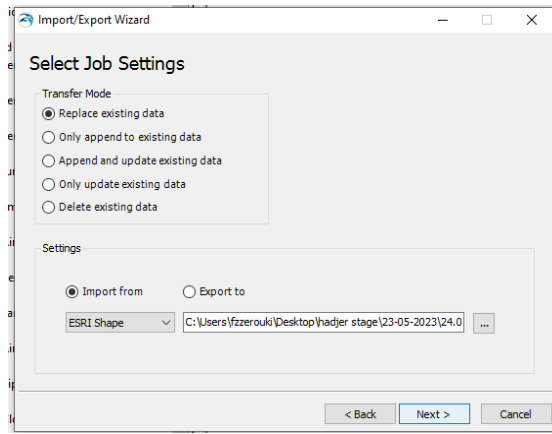 Import/Export Wizard
Select Job Settings
Transfer Mode
Replace existing data
Only append to existing data
Append and update existing data
Only update existing data
Delete existing data
Settings
Import from Export to
ESRI Shape C:\Users\fzzerouki\Desktop\hadjer stage\23-05-2023\24.0 ...
< Back Next > Cancel